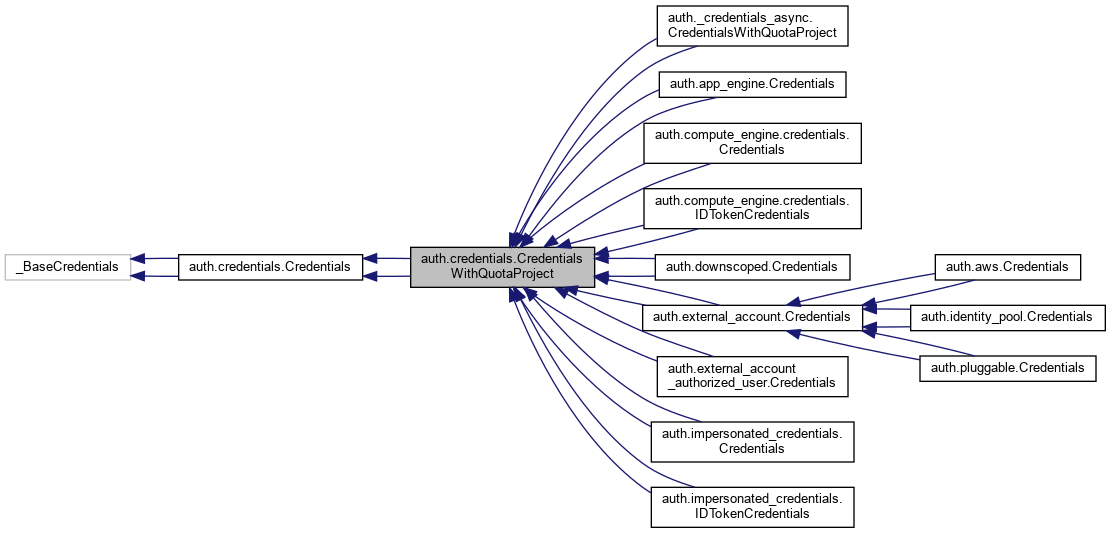 _BaseCredentials
auth.credentials.Credentials
auth.credentials.Credentials
WithQuotaProject
auth._credentials_async.
CredentialsWithQuotaProject
auth.app_engine.Credentials
auth.compute_engine.credentials.
Credentials
auth.compute_engine.credentials.
IDTokenCredentials
auth.downscoped.Credentials
auth.external_account.Credentials
auth.external_account
_authorized_user.Credentials
auth.impersonated_credentials.
Credentials
auth.impersonated_credentials.
IDTokenCredentials
auth.aws.Credentials
auth.identity_pool.Credentials
auth.pluggable.Credentials